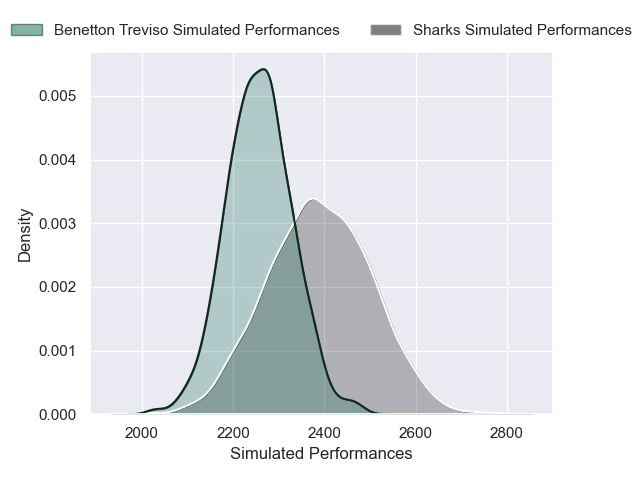 Benetton Treviso Simulated Performances Sharks Simulated Performances
0.005
0.004
0.003
0.002
0.001
0.000
Density
2000 2200 2400 2600 2800
Simulated Performances